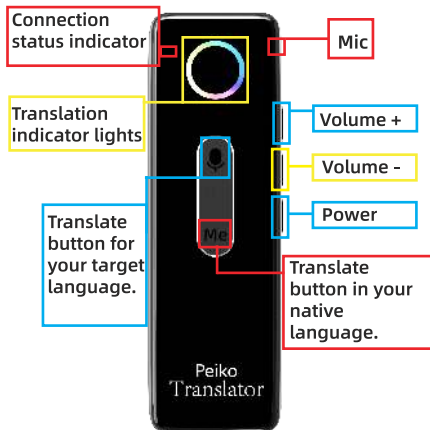 Connection
status indicator
Mic
Translation
indicator lights
Volume +
Volume -
Power
Translate
button for
your target
language.
Me
Translate
button in your
native
language.
Peiko
Translator